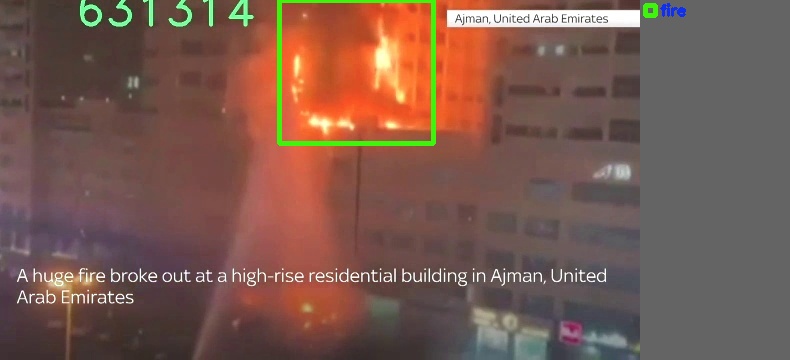 631314
Ajman, United Arab Emirates
fire
A huge fire broke out at a high-rise residential building in Ajman, United
Arab Emirates